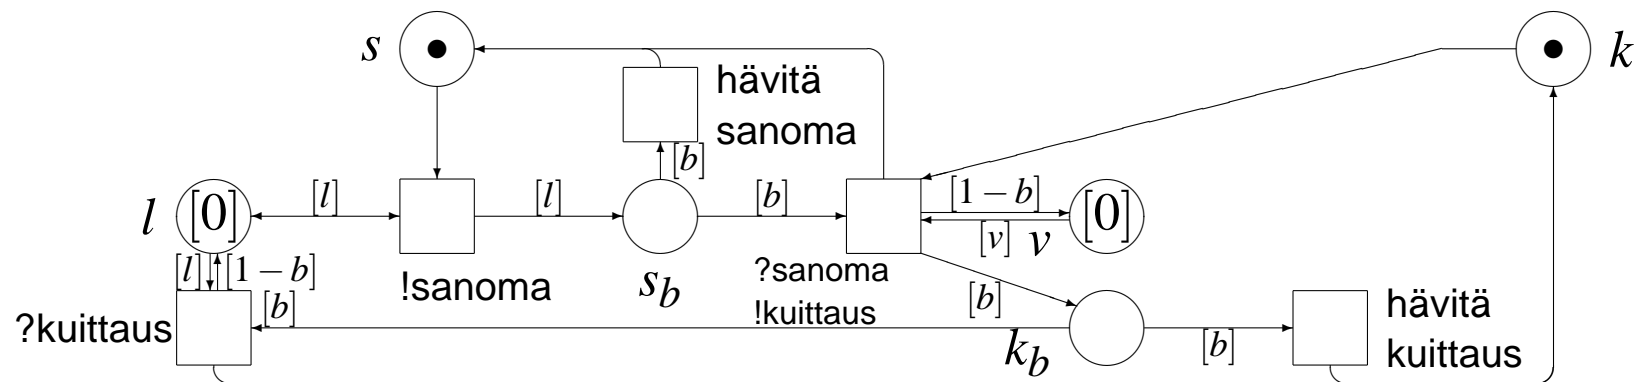 s
k
hävitä
sanoma
[b]
[l]
[l]
[b]
[1 − b]
l
[0]
[0]
[v]
v
[l]
[1 − b]
!sanoma
s_b
?sanoma
!kuittaus
[b]
[b]
?kuittaus
k_b
[b]
hävitä
kuittaus